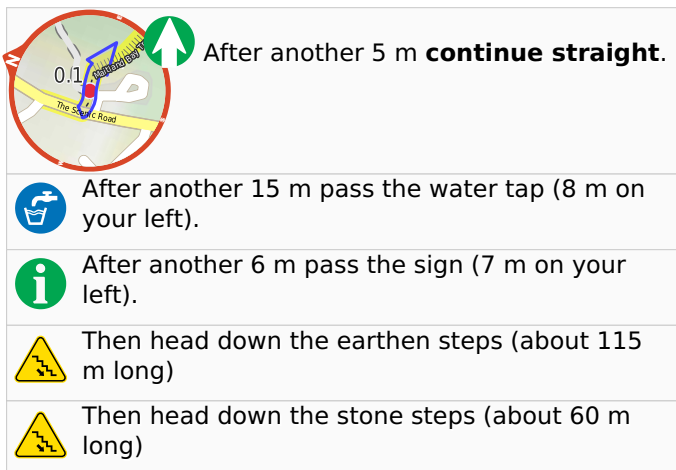 N
0.1
Maitland Bay T
The Scenic Road
After another 5 m continue straight.
After another 15 m pass the water tap (8 m on
your left).
After another 6 m pass the sign (7 m on your
left).
Then head down the earthen steps (about 115
m long)
Then head down the stone steps (about 60 m
long)